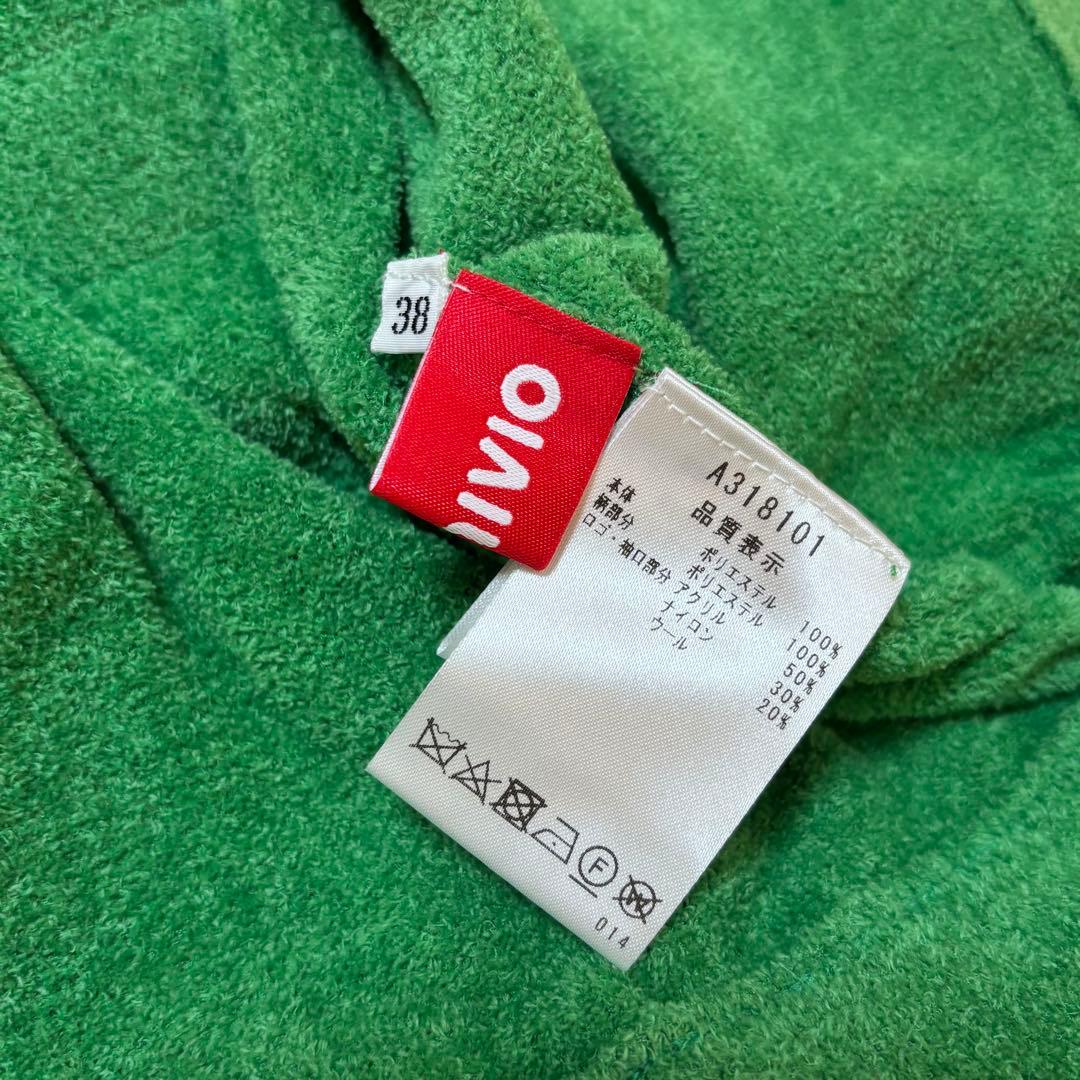 38
DIVIO
A318101
品質表示
本体 ポリエステル 100%
柄部分 ポリエステル 100%
ロゴ・袖口部分 アクリル 50%
ナイロン 30%
ウール 20%
F
W
014